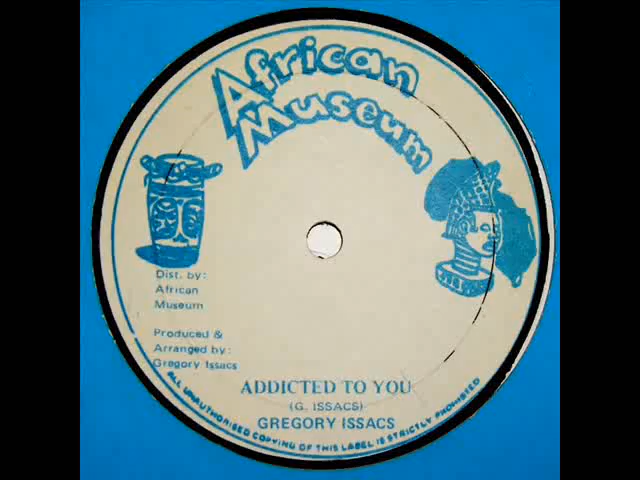 African
Museum
Dist. by:
African
Museum
Produced &
Arranged by:
Gregory Issacs
ADDICTED TO YOU
(G. ISSACS)
GREGORY ISSACS
ALL UNAUTHORISED COPYING OF THIS LABEL IS STRICTLY PROHIBITED